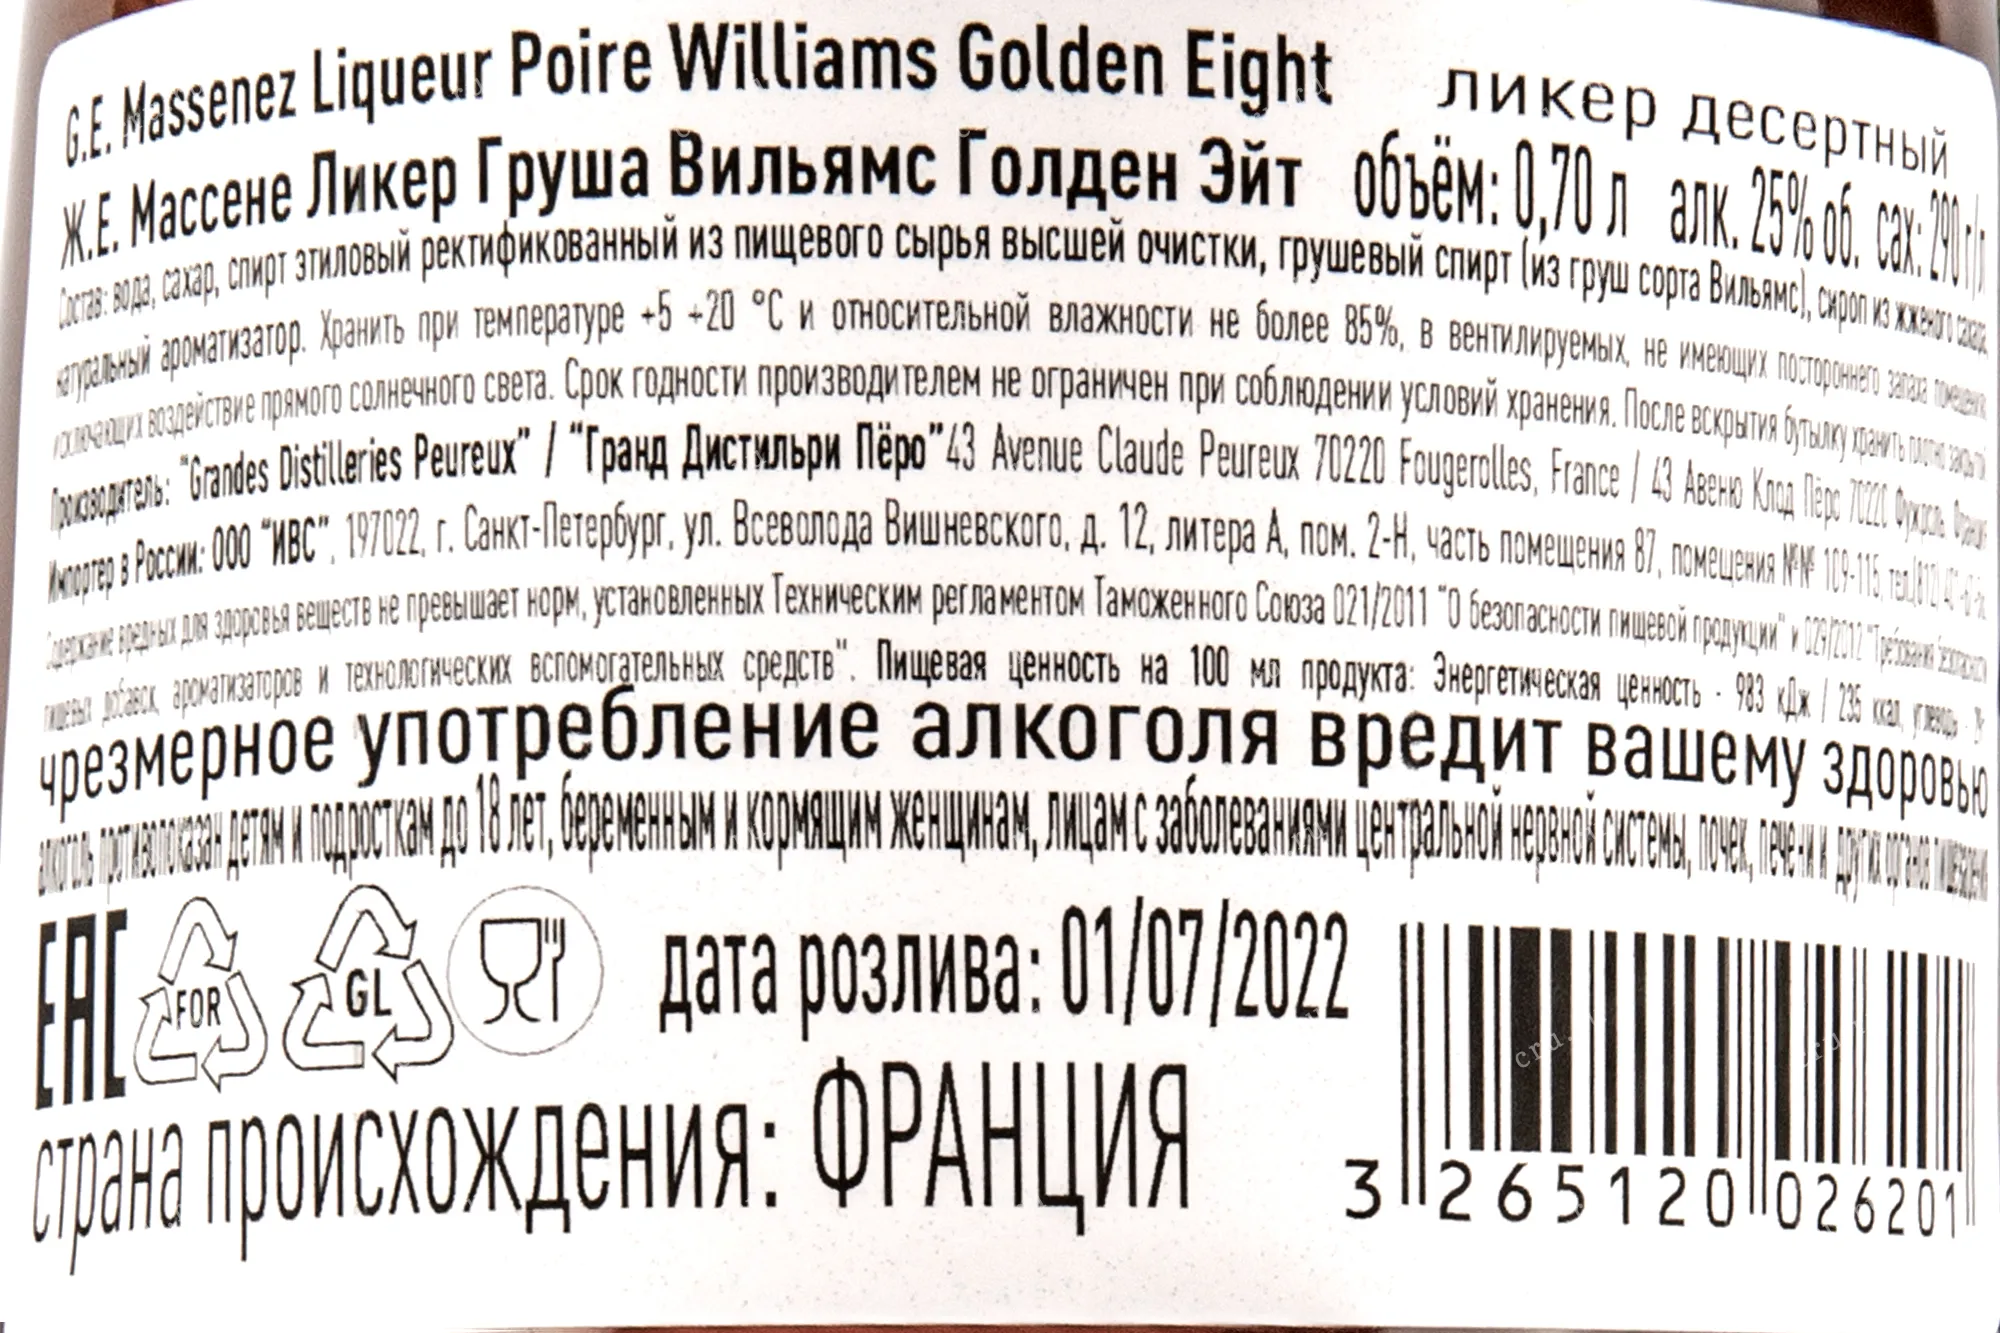 G.E. Massenez Liqueur Poire Williams Golden Eight ликер десертный
Ж.Е. Массене Ликер Груша Вильямс Голден Эйт объём: 0,70 л алк. 25% об. сах: 290 г/л
Состав: вода, сахар, спирт этиловый ректификованный из пищевого сырья высшей очистки, грушевый спирт (из груш сорта Вильямс), сироп из жженого сахара,
натуральный ароматизатор. Хранить при температуре +5 ÷20 °C и относительной влажности не более 85%, в вентилируемых, не имеющих постороннего запаха помещениях,
исключающих воздействие прямого солнечного света. Срок годности производителем не ограничен при соблюдении условий хранения. После вскрытия бутылку хранить плотно
Производитель: "Grandes Distilleries Peureux" / "Гранд Дистильри Пёро" 43 Avenue Claude Peureux 70220 Fougerolles, France / 43 Авеню Клод Пёрс 70220
Импортер в России: ООО "ИВС", 197022, г. Санкт-Петербург, ул. Всеволода Вишневского, д. 12, литера А, пом. 2-Н, часть помещения 87, помещения №№ 109-116,
Содержание вредных для здоровья веществ не превышает норм, установленных Техническим регламентом Таможенного Союза 021/2011 "О безопасности пищевой продукции" и 029/2012 "Требования безопасности
пищевых добавок, ароматизаторов и технологических вспомогательных средств". Пищевая ценность на 100 мл продукта: Энергетическая ценность - 983 кДж / 235 ккал, углеводы -
чрезмерное употребление алкоголя вредит вашему здоровью
алкоголь противопоказан детям и подросткам до 18 лет, беременным и кормящим женщинам, лицам с заболеваниями центральной нервной системы, почек, печени и других органов пищеварения
EAC FOR GL дата розлива: 01/07/2022
страна происхождения: ФРАНЦИЯ
3 265120 026201